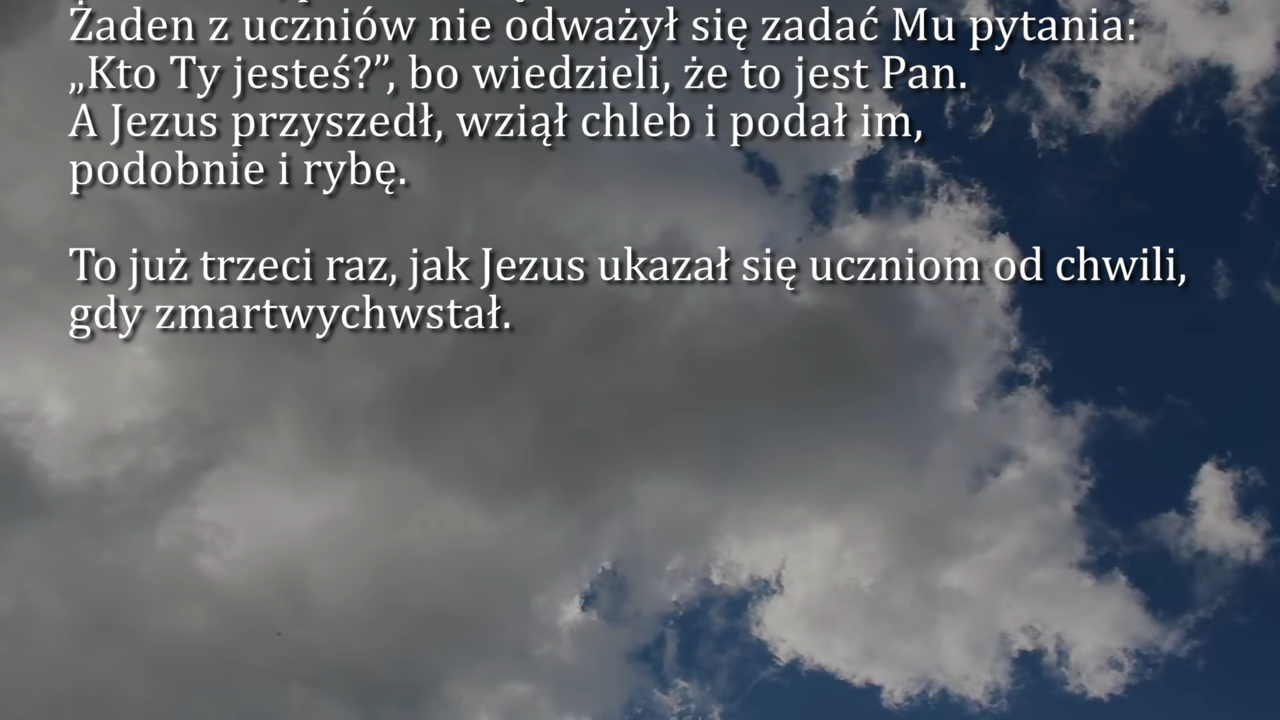 Żaden z uczniów nie odważył się zadać Mu pytania:
„Kto Ty jesteś?”, bo wiedzieli, że to jest Pan.
A Jezus przyszedł, wziął chleb i podał im,
podobnie i rybę.
To już trzeci raz, jak Jezus ukazał się uczniom od chwili,
gdy zmartwychwstał.